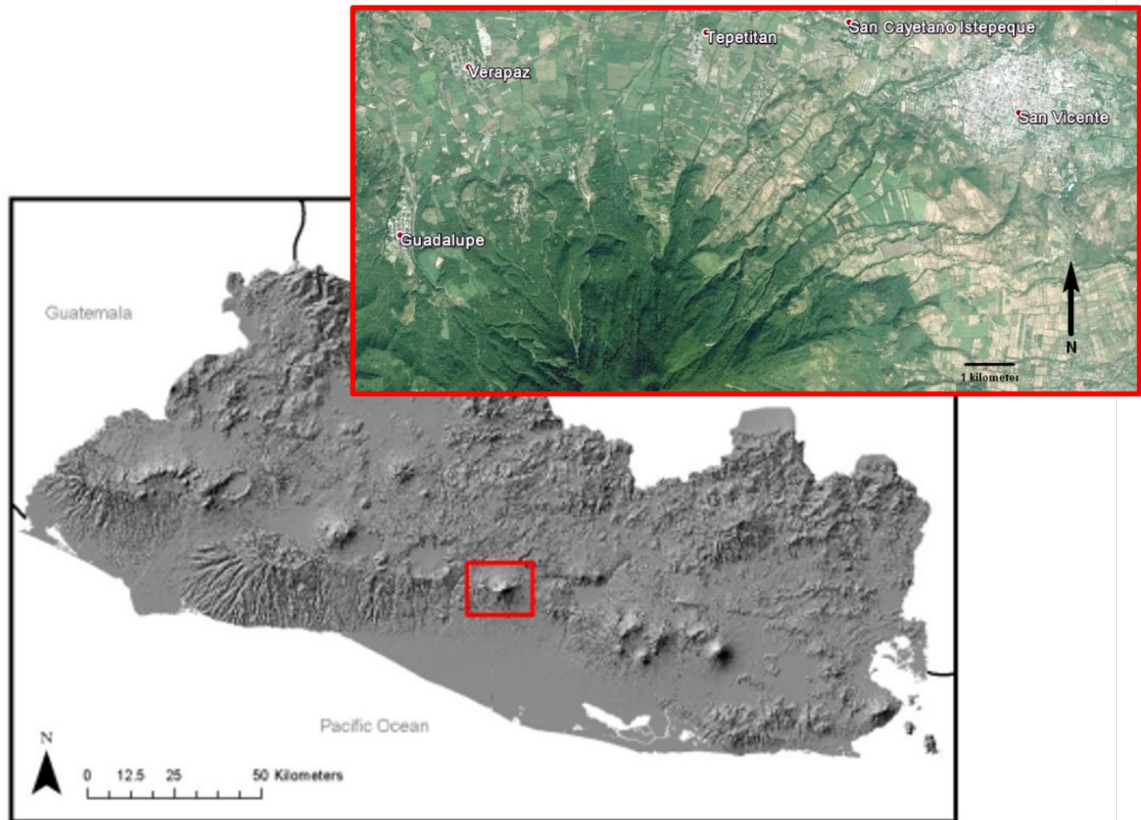 San Cayetano Istepeque
Tepetitan
Verapaz
San Vicente
Guadalupe
N
1 kilometer
Guatemala
Pacific Ocean
N
0 12.5 25 50 Kilometers